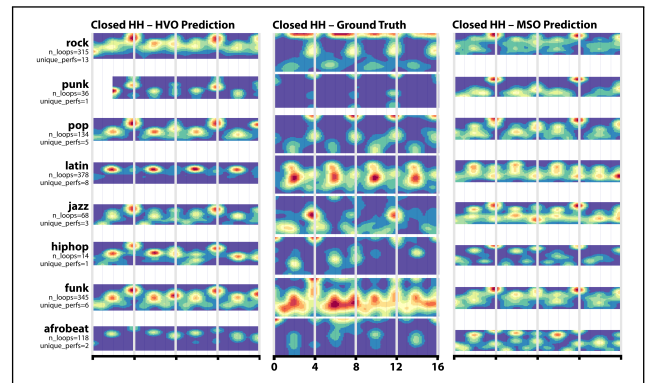 Closed HH – HVO Prediction
Closed HH – Ground Truth
Closed HH – MSO Prediction
rock
n_loops=315
unique_perfs=13
punk
n_loops=36
unique_perfs=1
pop
n_loops=134
unique_perfs=5
latin
n_loops=378
unique_perfs=8
jazz
n_loops=68
unique_perfs=3
hiphop
n_loops=14
unique_perfs=1
funk
n_loops=345
unique_perfs=6
afrobeat
n_loops=118
unique_perfs=2
0 4 8 12 16